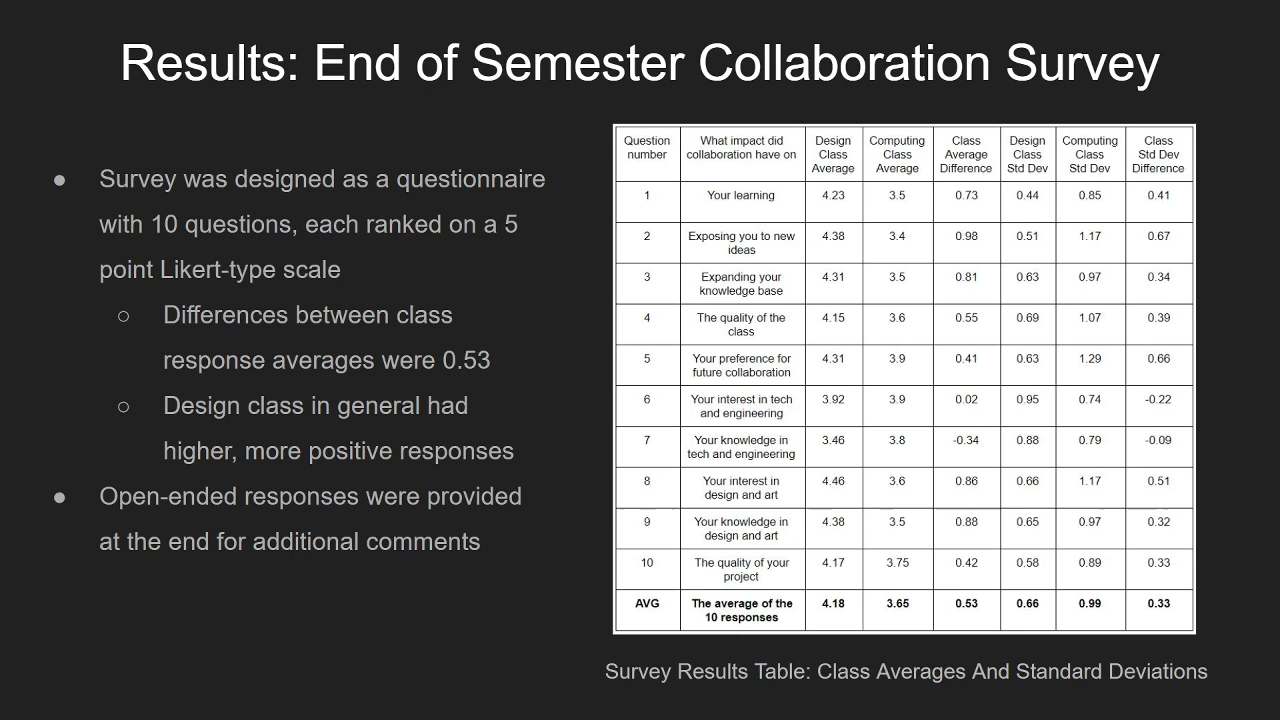 Results: End of Semester Collaboration Survey
● Survey was designed as a questionnaire
with 10 questions, each ranked on a 5
point Likert-type scale
○ Differences between class
response averages were 0.53
○ Design class in general had
higher, more positive responses
● Open-ended responses were provided
at the end for additional comments
Question number | What impact did collaboration have on | Design Class Average | Computing Class Average | Class Average Difference | Design Class Std Dev | Computing Class Std Dev | Class Std Dev Difference
1 | Your learning | 4.23 | 3.5 | 0.73 | 0.44 | 0.85 | 0.41
2 | Exposing you to new ideas | 4.38 | 3.4 | 0.98 | 0.51 | 1.17 | 0.67
3 | Expanding your knowledge base | 4.31 | 3.5 | 0.81 | 0.63 | 0.97 | 0.34
4 | The quality of the class | 4.15 | 3.6 | 0.55 | 0.69 | 1.07 | 0.39
5 | Your preference for future collaboration | 4.31 | 3.9 | 0.41 | 0.63 | 1.29 | 0.66
6 | Your interest in tech and engineering | 3.92 | 3.9 | 0.02 | 0.95 | 0.74 | -0.22
7 | Your knowledge in tech and engineering | 3.46 | 3.8 | -0.34 | 0.88 | 0.79 | -0.09
8 | Your interest in design and art | 4.46 | 3.6 | 0.86 | 0.66 | 1.17 | 0.51
9 | Your knowledge in design and art | 4.38 | 3.5 | 0.88 | 0.65 | 0.97 | 0.32
10 | The quality of your project | 4.17 | 3.75 | 0.42 | 0.58 | 0.89 | 0.33
AVG | The average of the 10 responses | 4.18 | 3.65 | 0.53 | 0.66 | 0.99 | 0.33
Survey Results Table: Class Averages And Standard Deviations